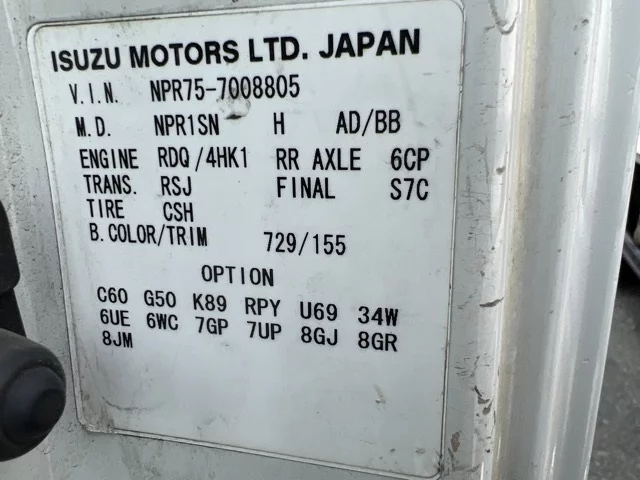 ISUZU MOTORS LTD. JAPAN
V.I.N. NPR75-7008805
M.D. NPR1SN H AD/BB
ENGINE RDQ/4HK1 RR AXLE 6CP
TRANS. RSJ FINAL S7C
TIRE CSH
B.COLOR/TRIM 729/155
OPTION
C60 G50 K89 RPY U69 34W
6UE 6WC 7GP 7UP 8GJ 8GR
8JM